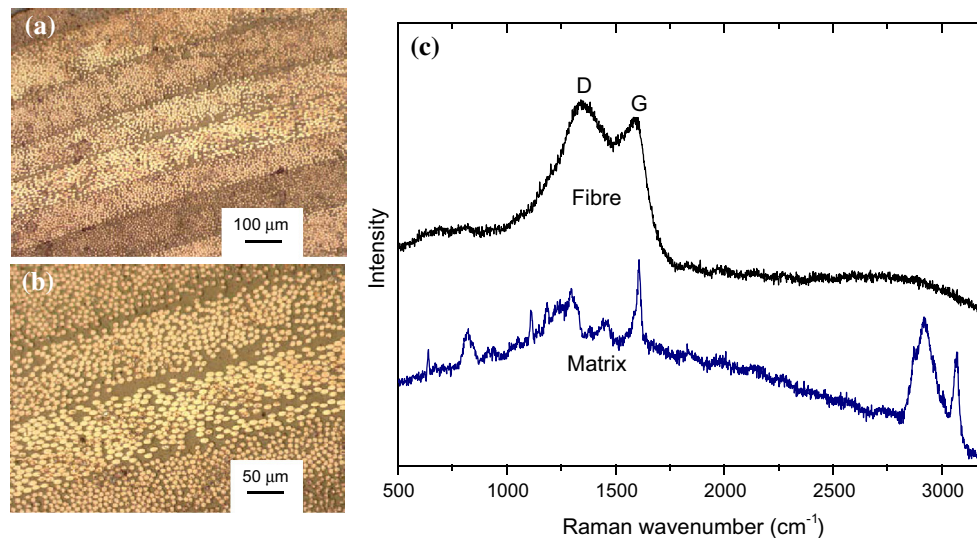 (a)
100 µm
(b)
50 µm
(c)
D
G
Fibre
Matrix
Intensity
500 1000 1500 2000 2500 3000
Raman wavenumber (cm⁻¹)